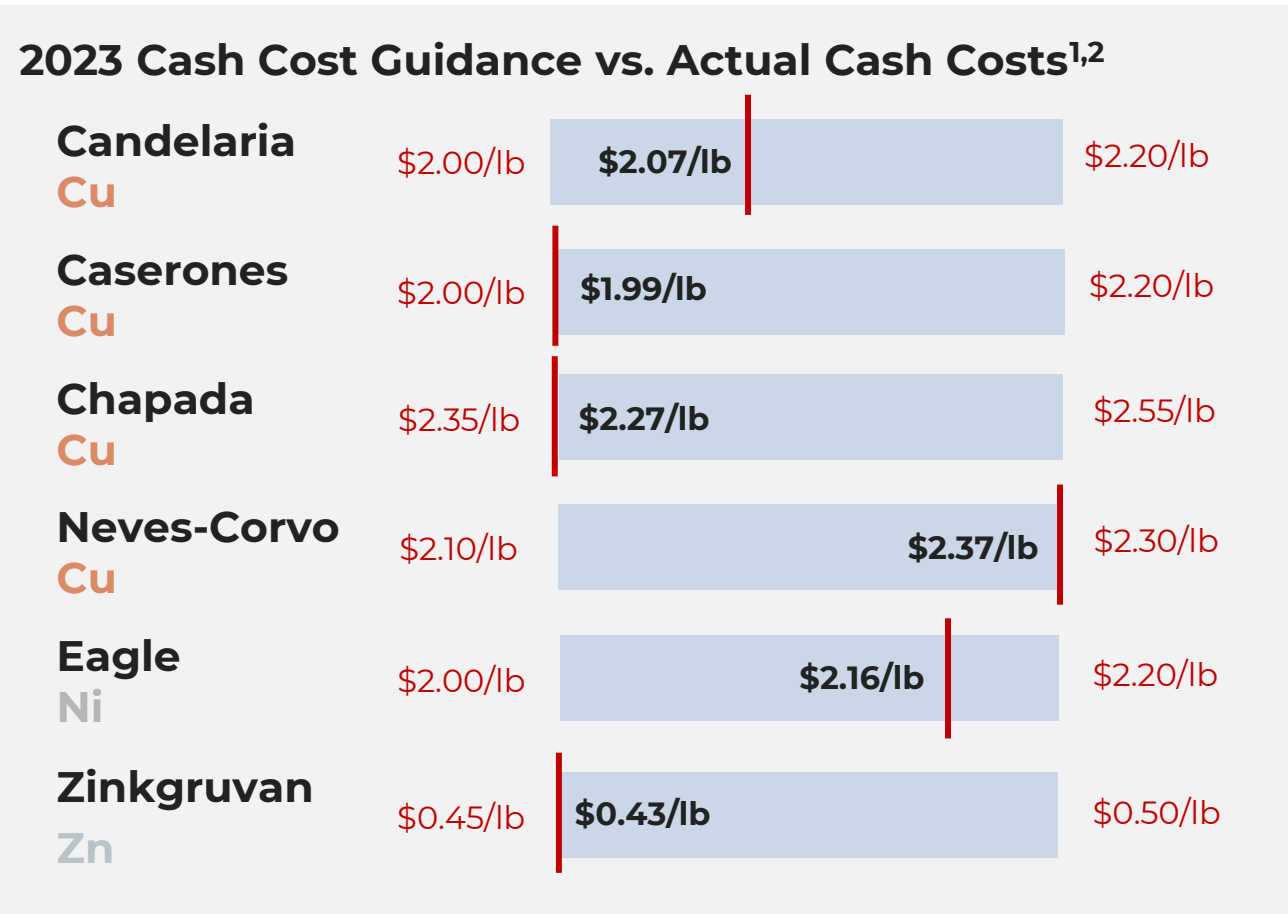 2023 Cash Cost Guidance vs. Actual Cash Costs1,2
Candelaria
Cu
$2.00/lb
$2.07/lb
$2.20/lb
Caserones
Cu
$2.00/lb
$1.99/lb
$2.20/lb
Chapada
Cu
$2.35/lb
$2.27/lb
$2.55/lb
Neves-Corvo
Cu
$2.10/lb
$2.37/lb
$2.30/lb
Eagle
Ni
$2.00/lb
$2.16/lb
$2.20/lb
Zinkgruvan
Zn
$0.45/lb
$0.43/lb
$0.50/lb